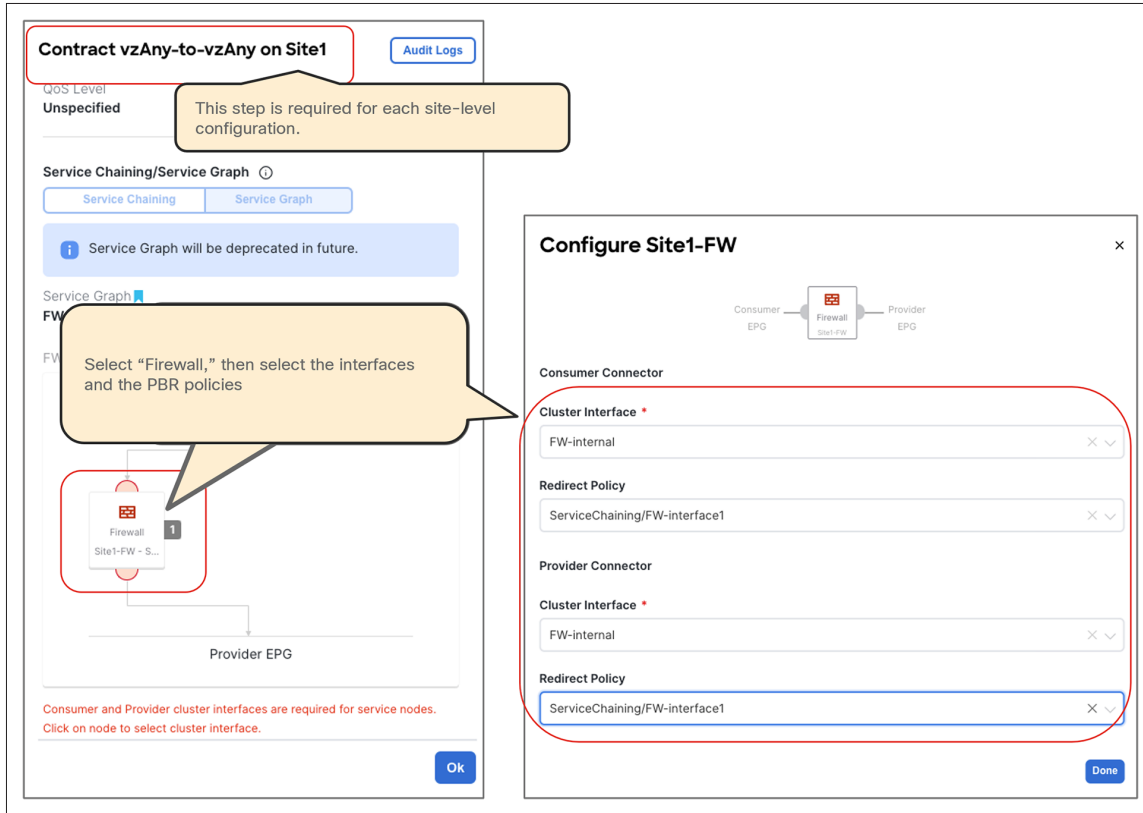 Contract vzAny-to-vzAny on Site1
Audit Logs
QoS Level
Unspecified
This step is required for each site-level
configuration.
Service Chaining/Service Graph
Service Chaining
Service Graph
Service Graph will be deprecated in future.
Service Graph
FW
FW
Select “Firewall,” then select the interfaces
and the PBR policies
Firewall
Site1-FW - S...
1
Provider EPG
Consumer and Provider cluster interfaces are required for service nodes.
Click on node to select cluster interface.
Ok
Configure Site1-FW
Consumer
EPG
Firewall
Site1-FW
Provider
EPG
Consumer Connector
Cluster Interface *
FW-internal
Redirect Policy
ServiceChaining/FW-interface1
Provider Connector
Cluster Interface *
FW-internal
Redirect Policy
ServiceChaining/FW-interface1
Done